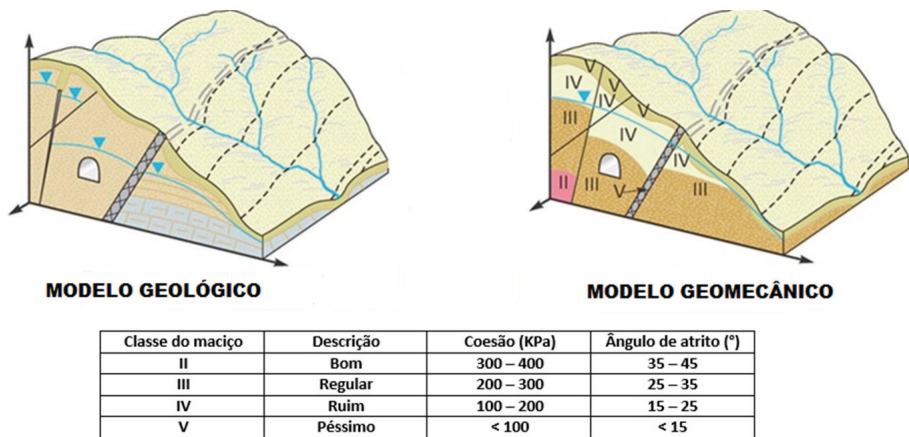 V
IV
V
IV
V
III
IV
IV
II
III
V
III
MODELO GEOLÓGICO
MODELO GEOMECÂNICO
Classe do maciço Descrição Coesão (KPa) Ângulo de atrito (°)
II Bom 300 – 400 35 – 45
III Regular 200 – 300 25 – 35
IV Ruim 100 – 200 15 – 25
V Péssimo < 100 < 15